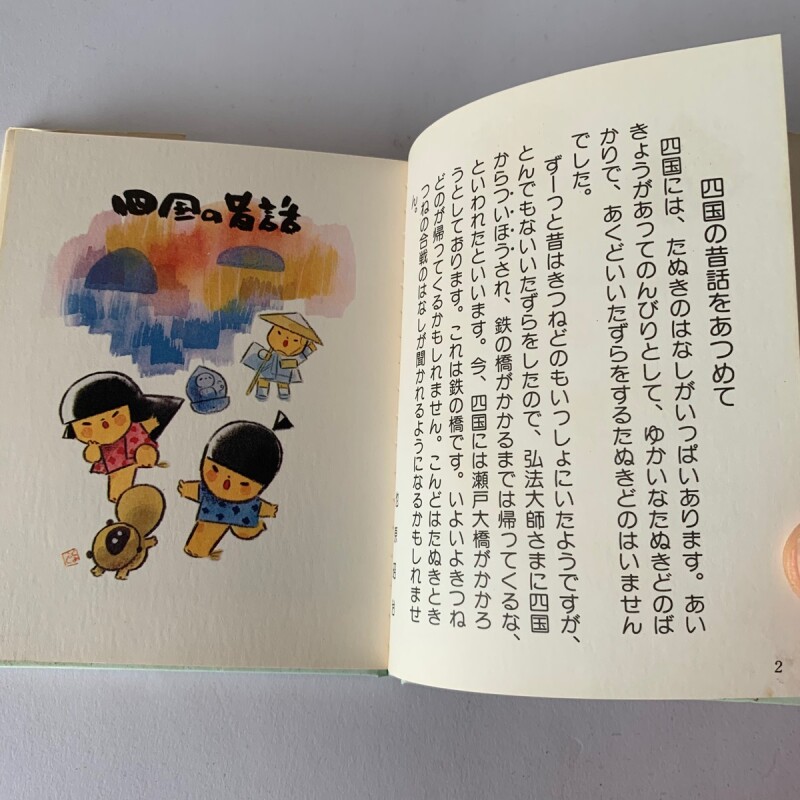 四国の昔話
四国の昔話をあつめて
四国には、たぬきのはなしがいっぱいあります。あい
きょうがあってのんびりとして、ゆかいなたぬきどのば
かりで、あくどいいたずらをするたぬきどのはいません
でした。
ずーっと昔はきつねどのもいっしょにいたようですが、
とんでもないいたずらをしたので、弘法大師さまに四国
からついほうされ、鉄の橋がかかるまでは帰ってくるな、
といわれたといいます。今、四国には瀬戸大橋がかかろ
うとしております。これは鉄の橋です。いよいよきつね
どのが帰ってくるかもしれません。こんどはたぬきとき
つねの合戦のはなしが聞かれるようになるかもしれませ
ん。
2